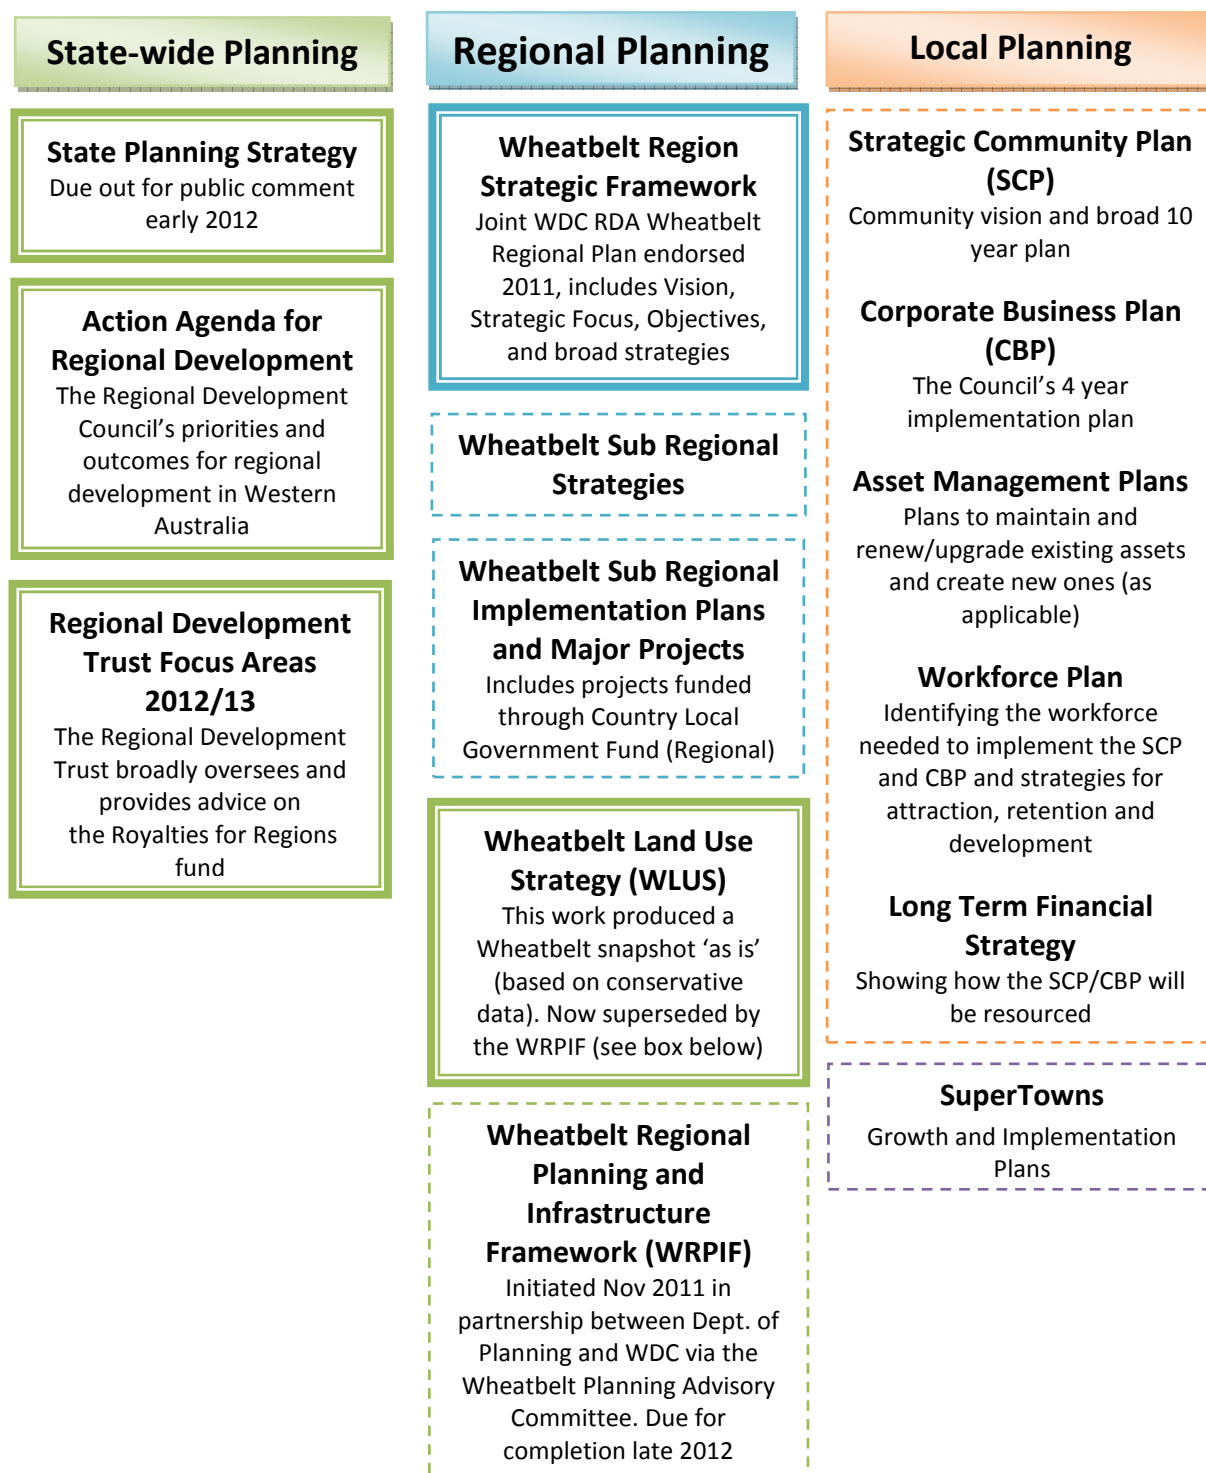 State-wide Planning
State Planning Strategy
Due out for public comment
early 2012
Action Agenda for
Regional Development
The Regional Development
Council’s priorities and
outcomes for regional
development in Western
Australia
Regional Development
Trust Focus Areas
2012/13
The Regional Development
Trust broadly oversees and
provides advice on
the Royalties for Regions
fund
Regional Planning
Wheatbelt Region
Strategic Framework
Joint WDC RDA Wheatbelt
Regional Plan endorsed
2011, includes Vision,
Strategic Focus, Objectives,
and broad strategies
Wheatbelt Sub Regional
Strategies
Wheatbelt Sub Regional
Implementation Plans
and Major Projects
Includes projects funded
through Country Local
Government Fund (Regional)
Wheatbelt Land Use
Strategy (WLUS)
This work produced a
Wheatbelt snapshot ‘as is’
(based on conservative
data). Now superseded by
the WRPIF (see box below)
Wheatbelt Regional
Planning and
Infrastructure
Framework (WRPIF)
Initiated Nov 2011 in
partnership between Dept. of
Planning and WDC via the
Wheatbelt Planning Advisory
Committee. Due for
completion late 2012
Local Planning
Strategic Community Plan
(SCP)
Community vision and broad 10
year plan
Corporate Business Plan
(CBP)
The Council’s 4 year
implementation plan
Asset Management Plans
Plans to maintain and
renew/upgrade existing assets
and create new ones (as
applicable)
Workforce Plan
Identifying the workforce
needed to implement the SCP
and CBP and strategies for
attraction, retention and
development
Long Term Financial
Strategy
Showing how the SCP/CBP will
be resourced
SuperTowns
Growth and Implementation
Plans